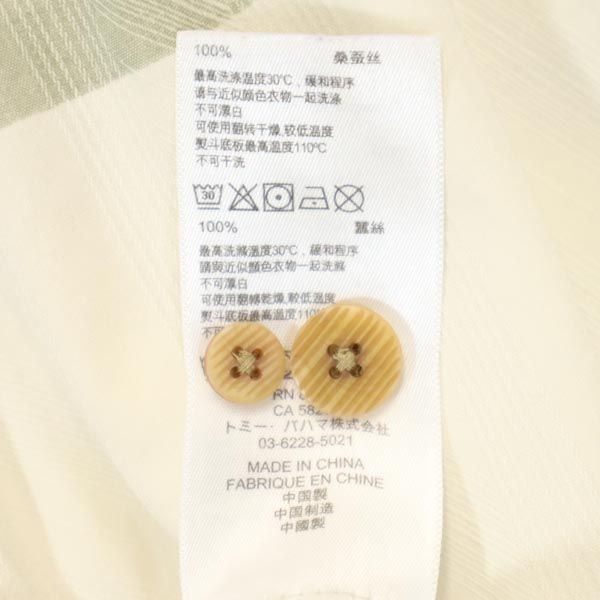 100% 桑蚕丝
最高洗涤温度30℃, 缓和程序
请与近似颜色衣物一起洗涤
不可漂白
可使用翻转干燥,较低温度
熨斗底板最高温度110℃
不可干洗
30
100% 蠶絲
最高洗滌溫度30℃, 緩和程序
請與近似顏色衣物一起洗滌
不可漂白
可使用翻轉乾燥,較低溫度
熨斗底板最高溫度110
不可
RN
CA 58
トミー・バハマ株式会社
03-6228-5021
MADE IN CHINA
FABRIQUE EN CHINE
中国製
中国制造
中國製